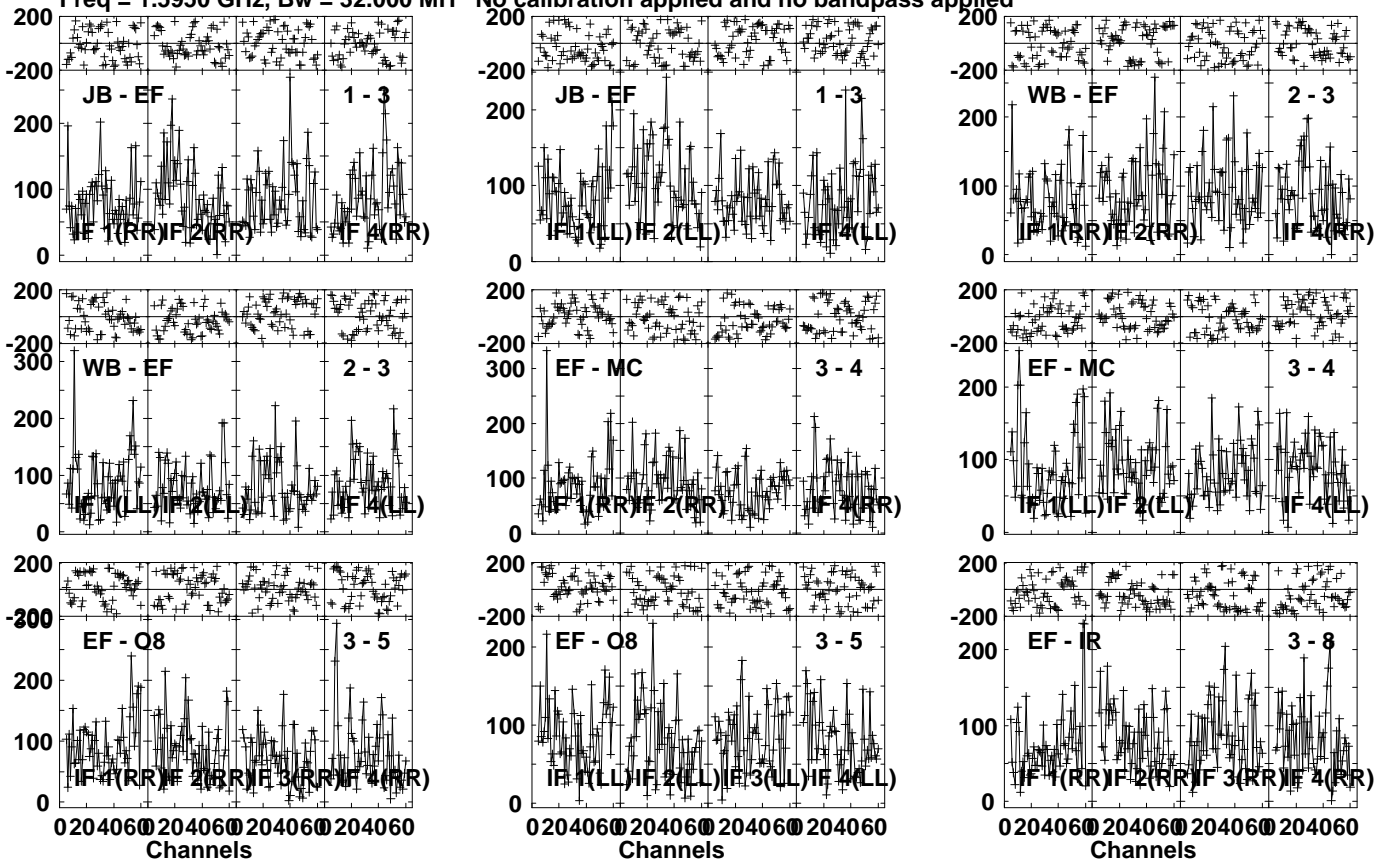 Freq = 1.5950 GHz, Bw = 32.000 MH No calibration applied and no bandpass applied
200
-200
JB - EF 1 - 3
200
100
0
IF 1(RR) IF 2(RR) IF 4(RR)
200
-200
JB - EF 1 - 3
200
100
0
IF 1(LL) IF 2(LL) IF 4(LL)
200
-200
WB - EF 2 - 3
200
100
0
IF 1(RR) IF 2(RR) IF 4(RR)
200
-200
300
WB - EF 2 - 3
200
100
0
IF 1(LL) IF 2(LL) IF 4(LL)
200
-200
300
EF - MC 3 - 4
200
100
0
IF 1(RR) IF 2(RR) IF 4(RR)
200
-200
EF - MC 3 - 4
200
100
0
IF 1(LL) IF 2(LL) IF 4(LL)
200
-200
300
EF - O8 3 - 5
200
100
0
IF 1(RR) IF 2(RR) IF 3(RR) IF 4(RR)
0 20 40 60 0 20 40 60 0 20 40 60 0 20 40 60
Channels
200
-200
EF - O8 3 - 5
200
100
0
IF 1(LL) IF 2(LL) IF 3(LL) IF 4(LL)
0 20 40 60 0 20 40 60 0 20 40 60 0 20 40 60
Channels
200
-200
EF - IR 3 - 8
200
100
0
IF 1(RR) IF 2(RR) IF 3(RR) IF 4(RR)
0 20 40 60 0 20 40 60 0 20 40 60 0 20 40 60
Channels